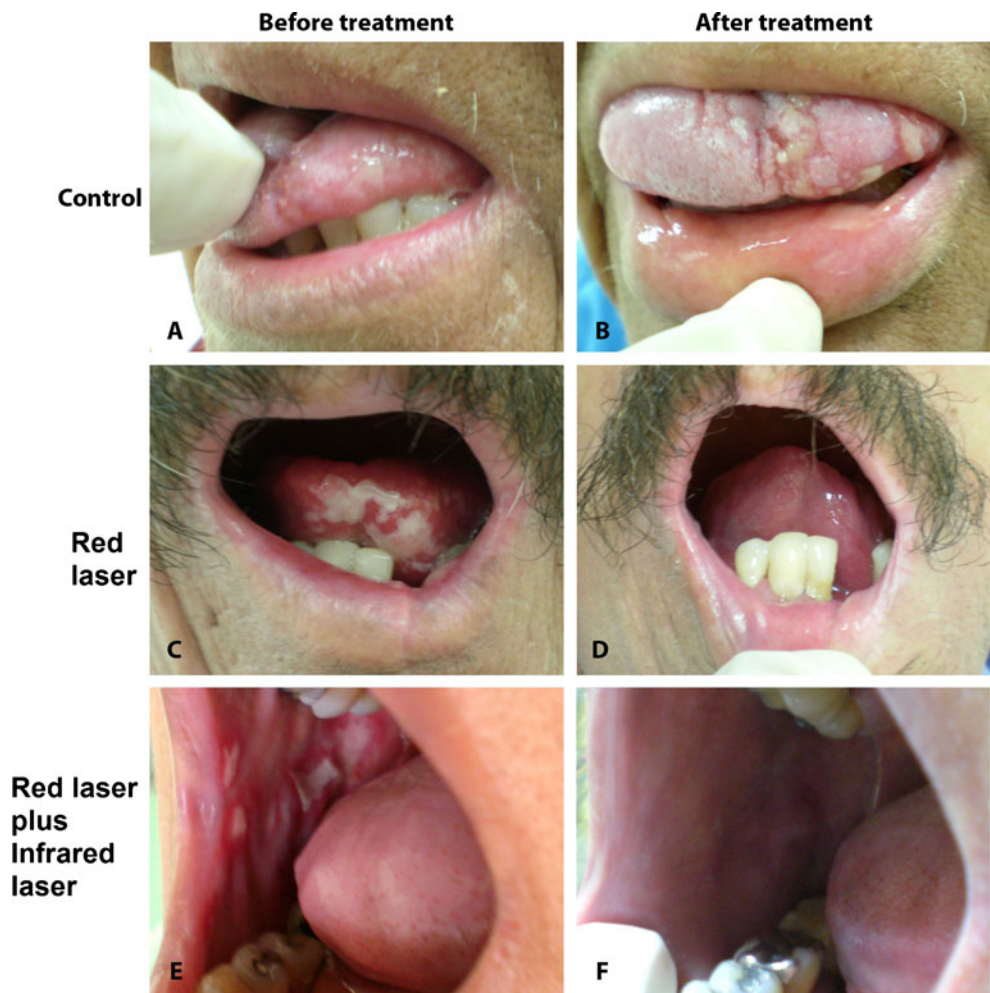 Before treatment
After treatment
Control
A
B
Red
laser
C
D
Red laser
plus
Infrared
laser
E
F